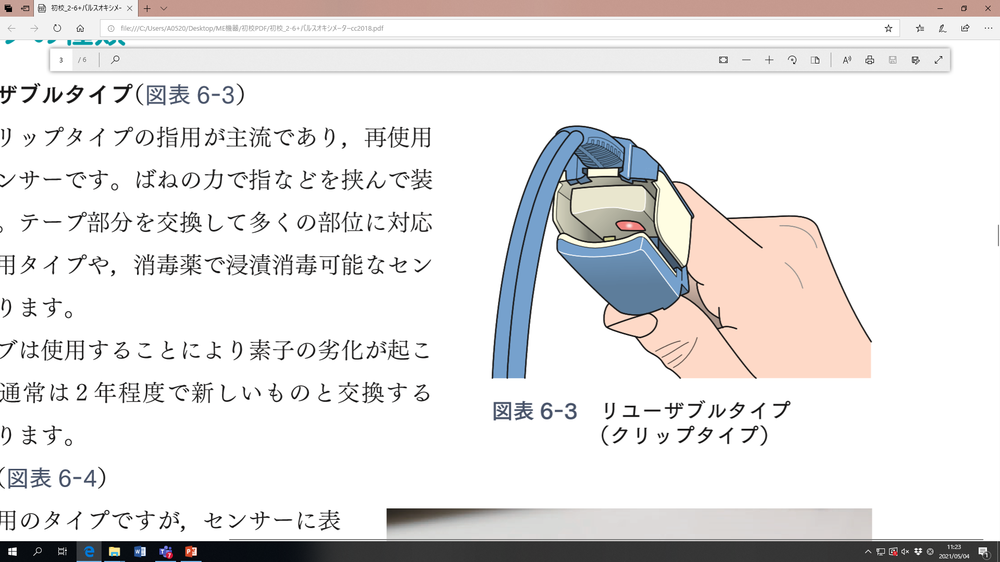 初校_2-6+パルスオキシメｰ
file:///C:/Users/A0520/Desktop/ME機器/初校PDF/初校_2-6+パルスオキシメｰタｰcc2018.pdf
3 / 6
ザブルタイプ（図表 6-3）
リップタイプの指用が主流であり，再使用
ンサーです。ばねの力で指などを挟んで装
。テープ部分を交換して多くの部位に対応
用タイプや，消毒薬で浸漬消毒可能なセン
ります。
ブは使用することにより素子の劣化が起こ
通常は２年程度で新しいものと交換する
ります。
図表 6-3 リユーザブルタイプ
（クリップタイプ）
（図表 6-4）
用のタイプですが，センサーに表
7
11:23
2021/05/04
1